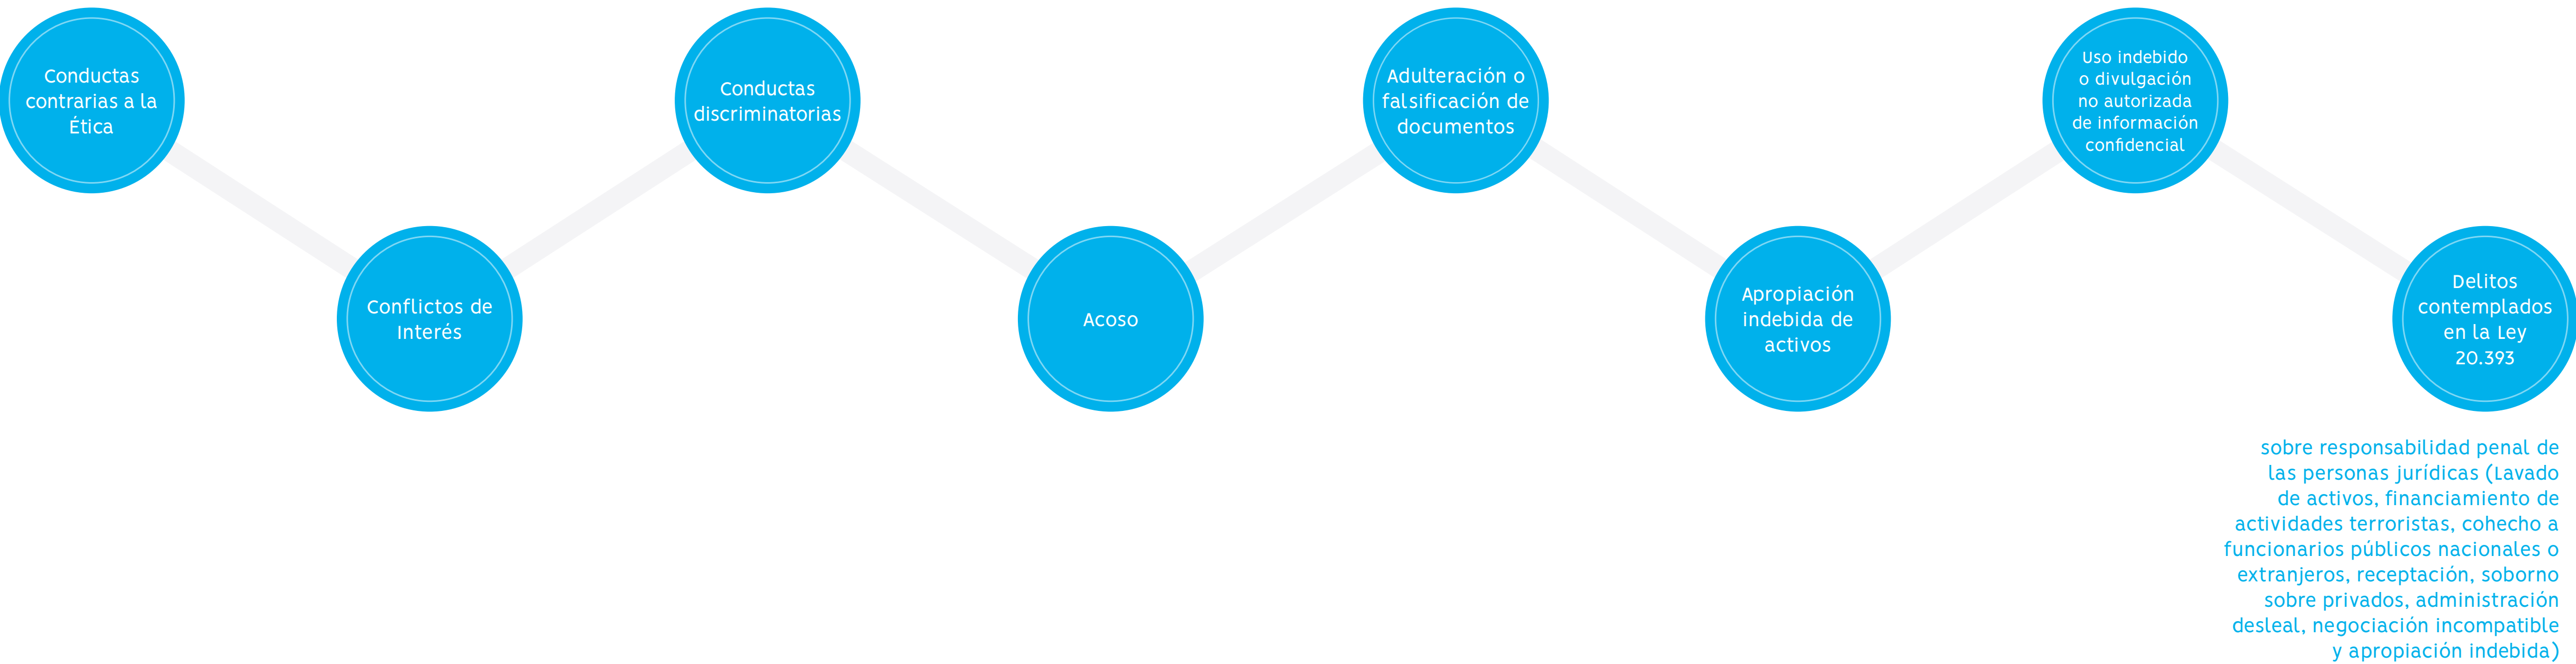 Conductas
contrarias a la
Ética
Conflictos de
Interés
Conductas
discriminatorias
Acoso
Adulteración o
falsificación de
documentos
Apropiación
indebida de
activos
Uso indebido
o divulgación
no autorizada
de información
confidencial
Delitos
contemplados
en la Ley
20.393
sobre responsabilidad penal de
las personas jurídicas (Lavado
de activos, financiamiento de
actividades terroristas, cohecho a
funcionarios públicos nacionales o
extranjeros, receptación, soborno
sobre privados, administración
desleal, negociación incompatible
y apropiación indebida)